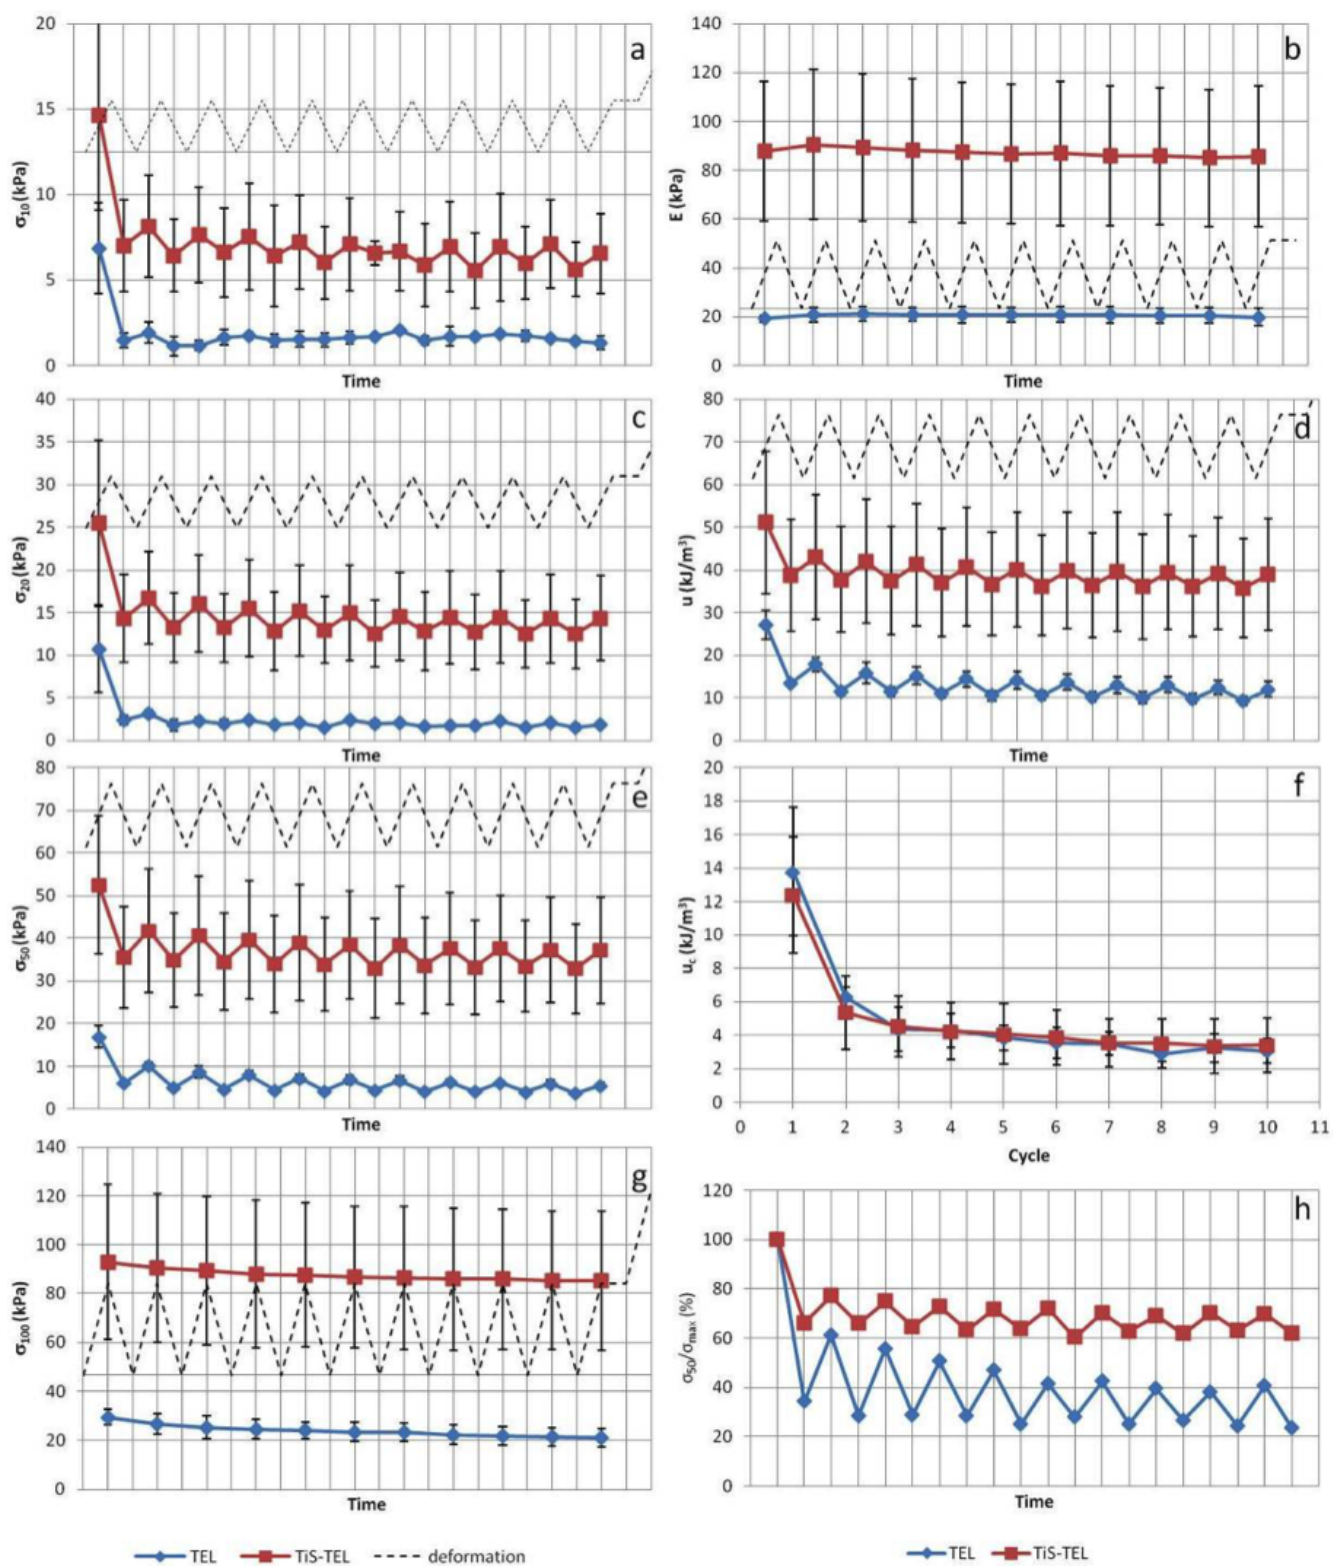 20
15
10
5
0
σ10 (kPa)
Time
a
140
120
100
80
60
40
20
0
E (kPa)
Time
b
40
35
30
25
20
15
10
5
0
σ20 (kPa)
Time
c
80
70
60
50
40
30
20
10
0
u (kJ/m³)
Time
d
80
70
60
50
40
30
20
10
0
σ50 (kPa)
Time
e
20
18
16
14
12
10
8
6
4
2
0
uc (kJ/m³)
0 1 2 3 4 5 6 7 8 9 10 11
Cycle
f
140
120
100
80
60
40
20
0
σ100 (kPa)
Time
g
120
100
80
60
40
20
0
σ50/σmax (%)
Time
h
TEL TiS-TEL deformation
TEL TiS-TEL